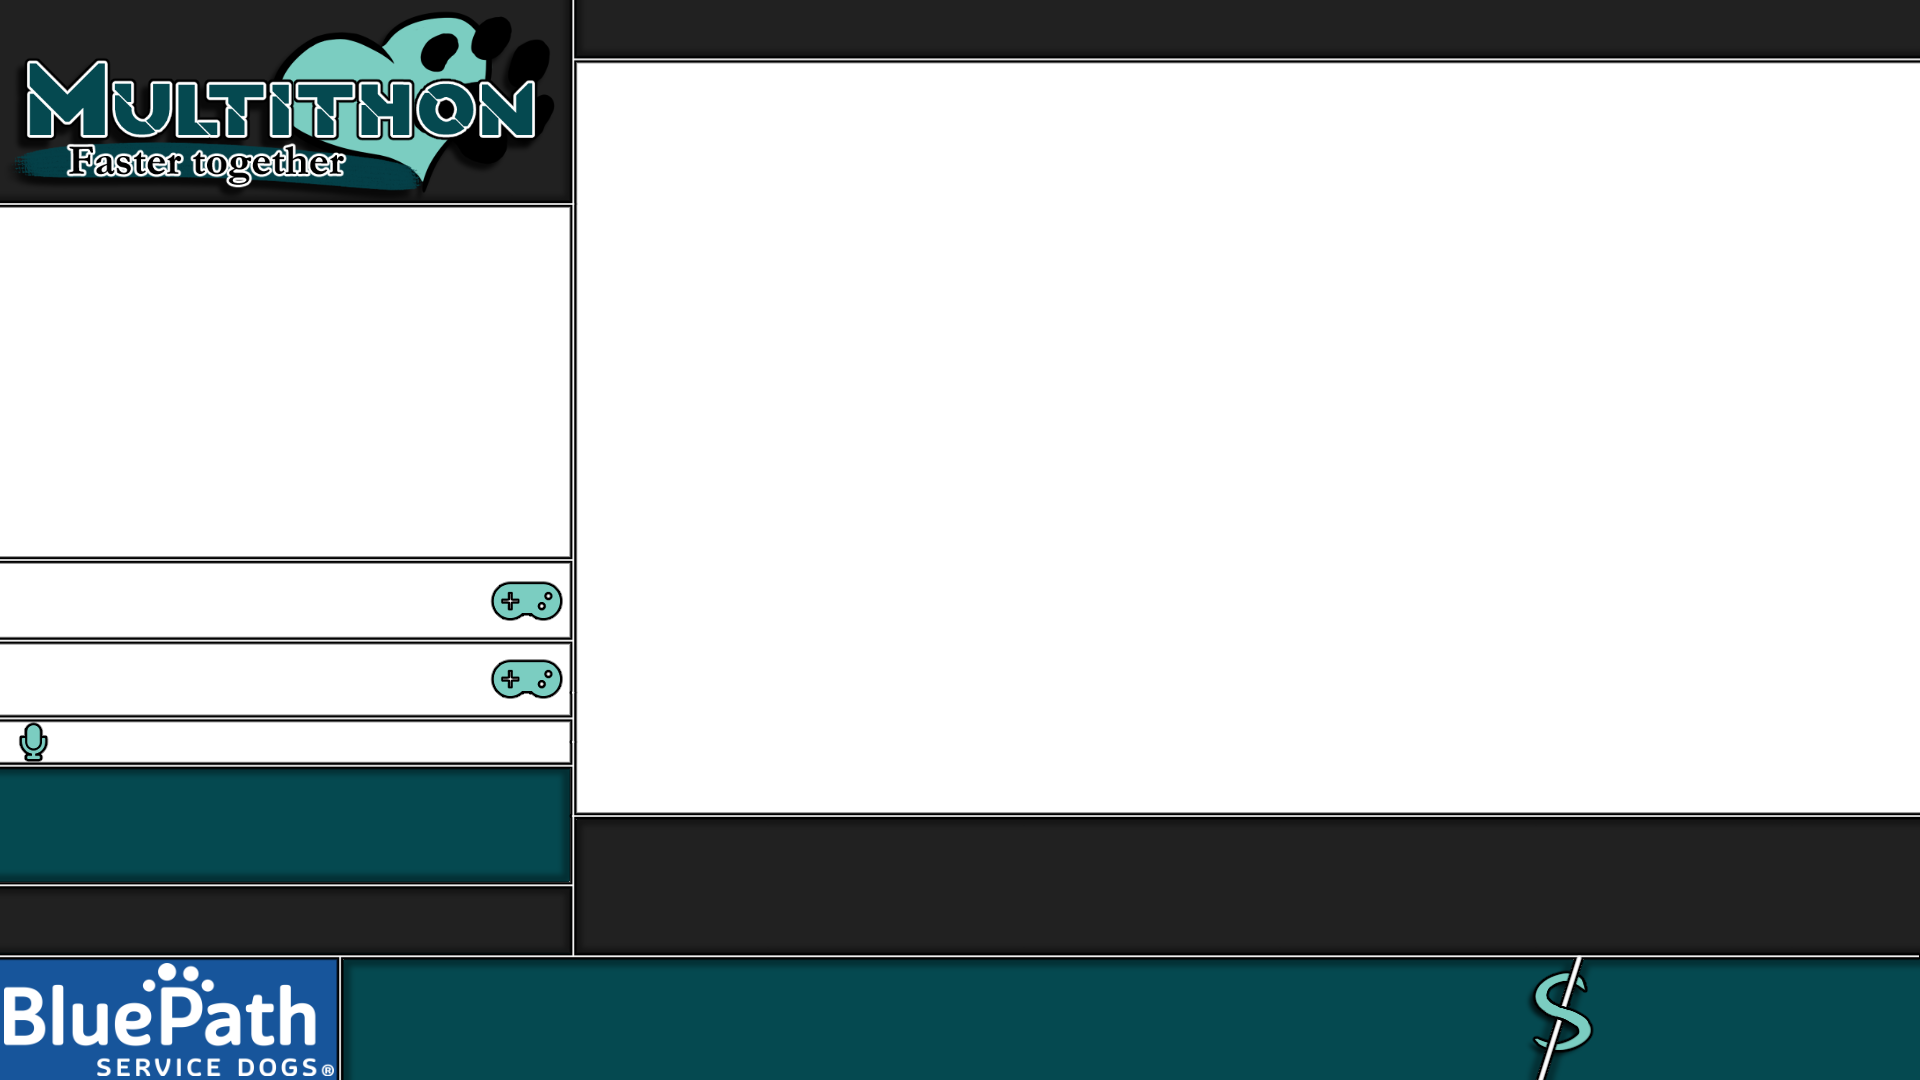 MULTITHON
Faster together
BluePath
SERVICE DOGS®
$